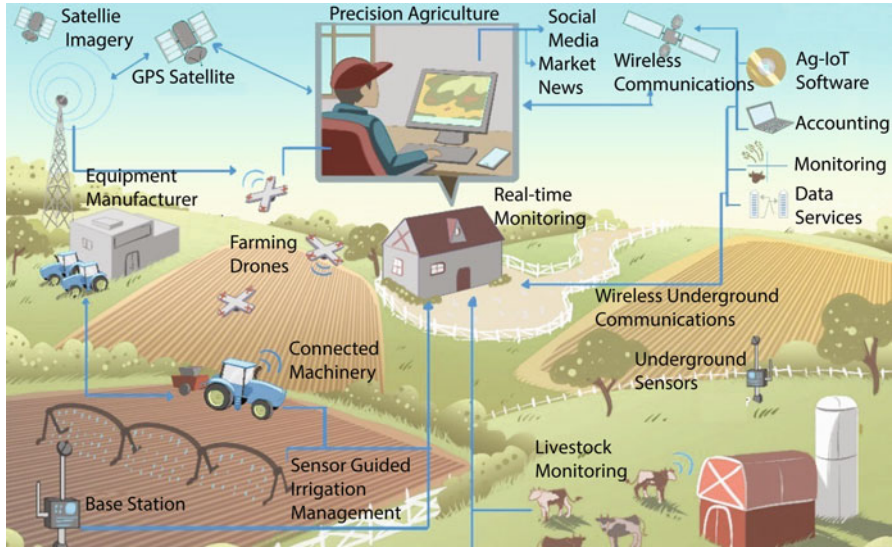 Satellie
Imagery
GPS Satellite
Precision Agriculture
Social
Media
Market
News
Wireless
Communications
Ag-IoT
Software
Accounting
Monitoring
Data
Services
Equipment
Manufacturer
Farming
Drones
Real-time
Monitoring
Wireless Underground
Communications
Connected
Machinery
Underground
Sensors
Base Station
Sensor Guided
Irrigation
Management
Livestock
Monitoring